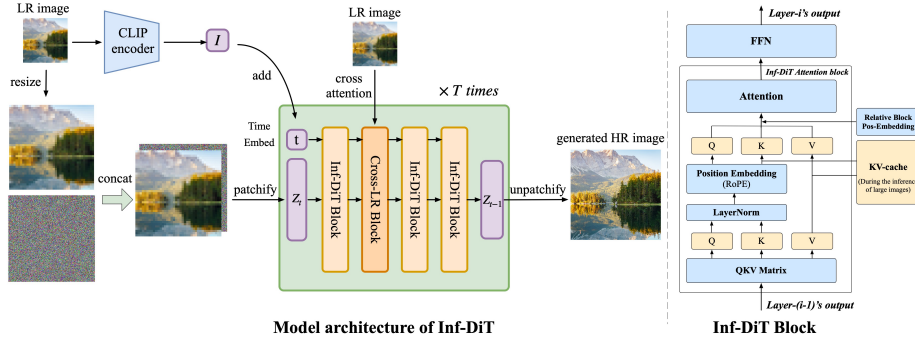 LR image
CLIP
encoder
I
LR image
resize
add
cross
attention
× T times
Time
Embed
t
concat
patchify
Z_t
Inf-DiT Block
Cross-LR Block
Inf-DiT Block
Inf-DiT Block
Z_{t-1}
unpatchify
generated HR image
Model architecture of Inf-DiT
Layer-i's output
FFN
Inf-DiT Attention block
Attention
Relative Block
Pos-Embedding
Q
K
V
Position Embedding
(RoPE)
KV-cache
(During the inference
of large images)
LayerNorm
Q
K
V
QKV Matrix
Layer-(i-1)'s output
Inf-DiT Block